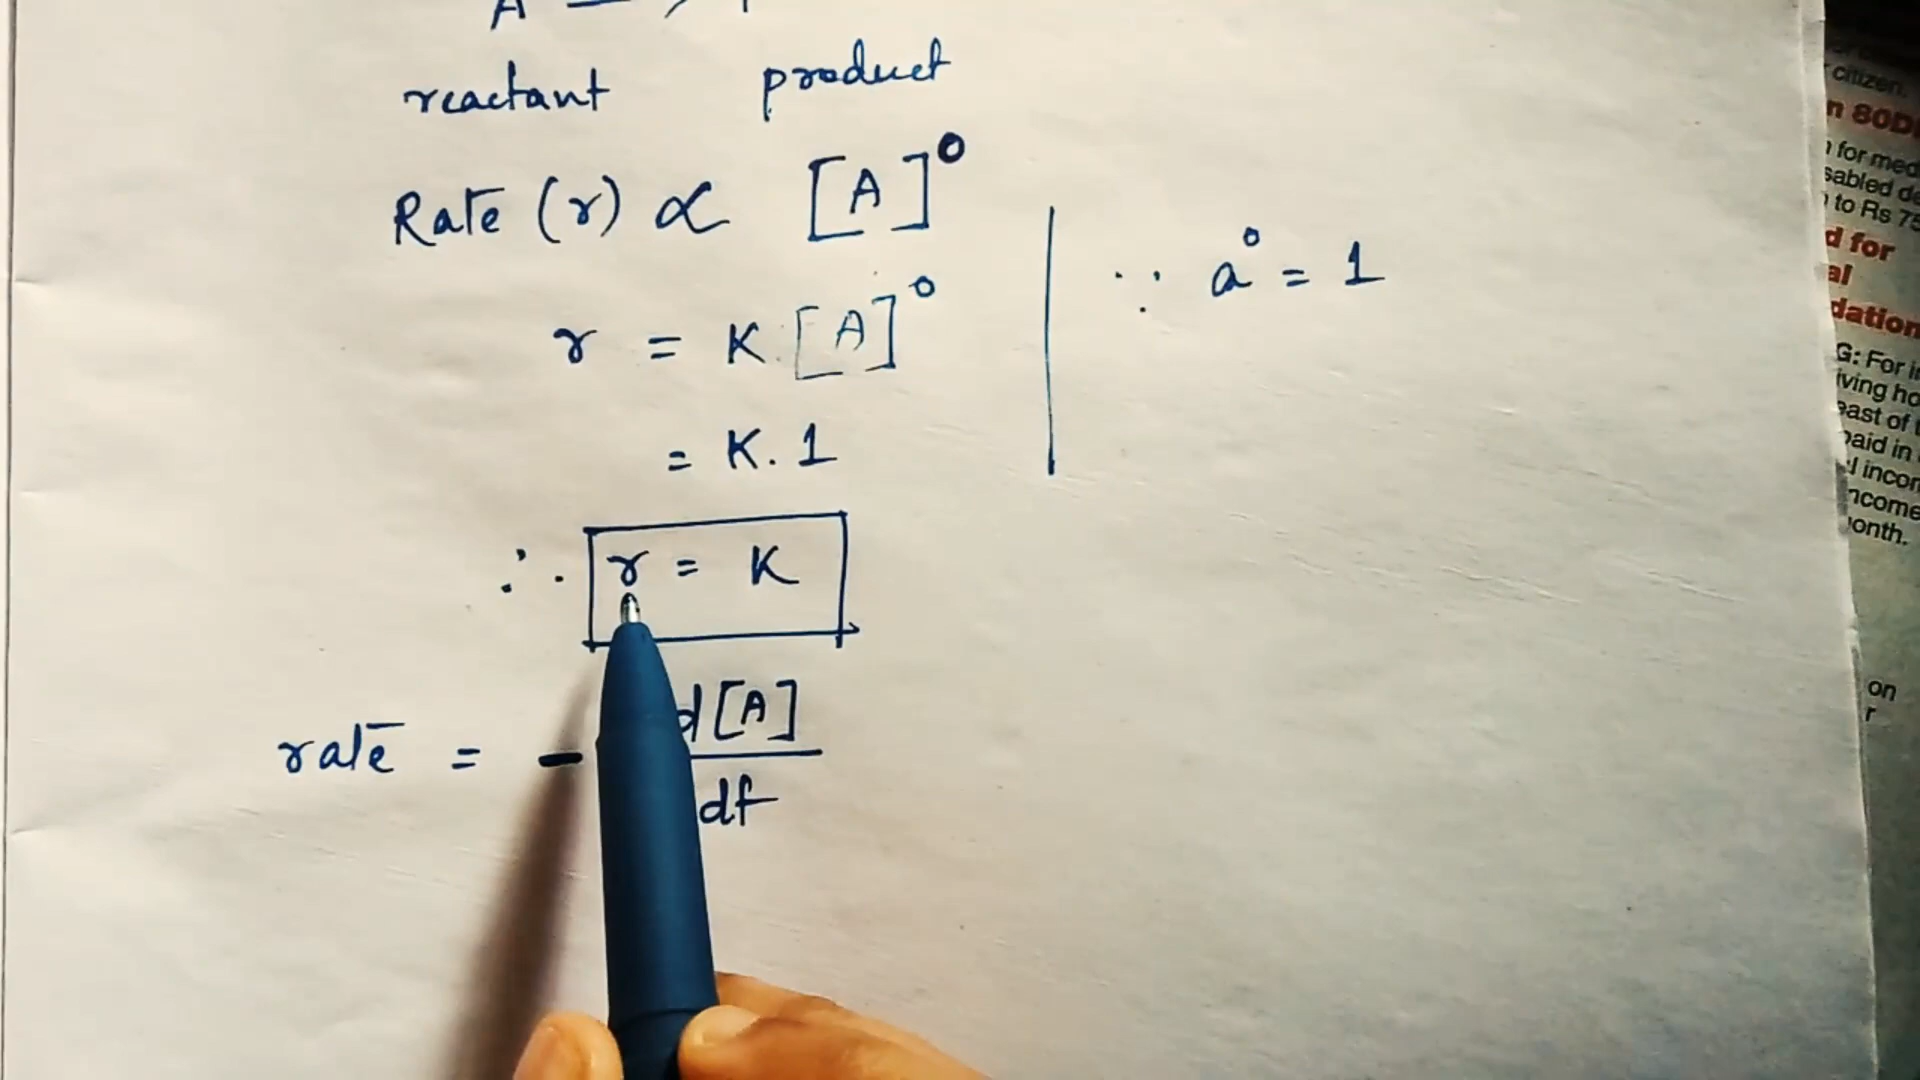 A →
reactant product
Rate (r) ∝ [A]⁰
r = K.[A]⁰
= K.1
∵ a⁰ = 1
∴ r = K
rate = - d[A]
dt
citizen.
n 80D
for med
sabled de
to Rs 75
d for
al
dation
G: For i
iving ho
east of t
paid in
l incom
ncome
onth.
on
r